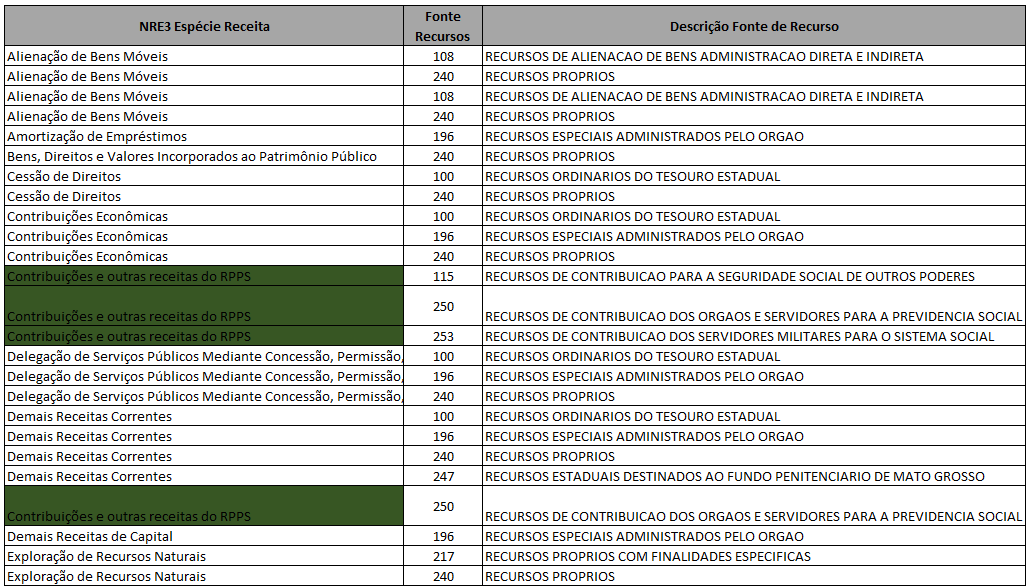 NRE3 Espécie Receita Fonte Recursos Descrição Fonte de Recurso
Alienação de Bens Móveis 108 RECURSOS DE ALIENACAO DE BENS ADMINISTRACAO DIRETA E INDIRETA
Alienação de Bens Móveis 240 RECURSOS PROPRIOS
Alienação de Bens Móveis 108 RECURSOS DE ALIENACAO DE BENS ADMINISTRACAO DIRETA E INDIRETA
Alienação de Bens Móveis 240 RECURSOS PROPRIOS
Amortização de Empréstimos 196 RECURSOS ESPECIAIS ADMINISTRADOS PELO ORGAO
Bens, Direitos e Valores Incorporados ao Patrimônio Público 240 RECURSOS PROPRIOS
Cessão de Direitos 100 RECURSOS ORDINARIOS DO TESOURO ESTADUAL
Cessão de Direitos 240 RECURSOS PROPRIOS
Contribuições Econômicas 100 RECURSOS ORDINARIOS DO TESOURO ESTADUAL
Contribuições Econômicas 196 RECURSOS ESPECIAIS ADMINISTRADOS PELO ORGAO
Contribuições Econômicas 240 RECURSOS PROPRIOS
Contribuições e outras receitas do RPPS 115 RECURSOS DE CONTRIBUICAO PARA A SEGURIDADE SOCIAL DE OUTROS PODERES
Contribuições e outras receitas do RPPS 250 RECURSOS DE CONTRIBUICAO DOS ORGAOS E SERVIDORES PARA A PREVIDENCIA SOCIAL
Contribuições e outras receitas do RPPS 253 RECURSOS DE CONTRIBUICAO DOS SERVIDORES MILITARES PARA O SISTEMA SOCIAL
Delegação de Serviços Públicos Mediante Concessão, Permissão, 100 RECURSOS ORDINARIOS DO TESOURO ESTADUAL
Delegação de Serviços Públicos Mediante Concessão, Permissão, 196 RECURSOS ESPECIAIS ADMINISTRADOS PELO ORGAO
Delegação de Serviços Públicos Mediante Concessão, Permissão, 240 RECURSOS PROPRIOS
Demais Receitas Correntes 100 RECURSOS ORDINARIOS DO TESOURO ESTADUAL
Demais Receitas Correntes 196 RECURSOS ESPECIAIS ADMINISTRADOS PELO ORGAO
Demais Receitas Correntes 240 RECURSOS PROPRIOS
Demais Receitas Correntes 247 RECURSOS ESTADUAIS DESTINADOS AO FUNDO PENITENCIARIO DE MATO GROSSO
Contribuições e outras receitas do RPPS 250 RECURSOS DE CONTRIBUICAO DOS ORGAOS E SERVIDORES PARA A PREVIDENCIA SOCIAL
Demais Receitas de Capital 196 RECURSOS ESPECIAIS ADMINISTRADOS PELO ORGAO
Exploração de Recursos Naturais 217 RECURSOS PROPRIOS COM FINALIDADES ESPECIFICAS
Exploração de Recursos Naturais 240 RECURSOS PROPRIOS